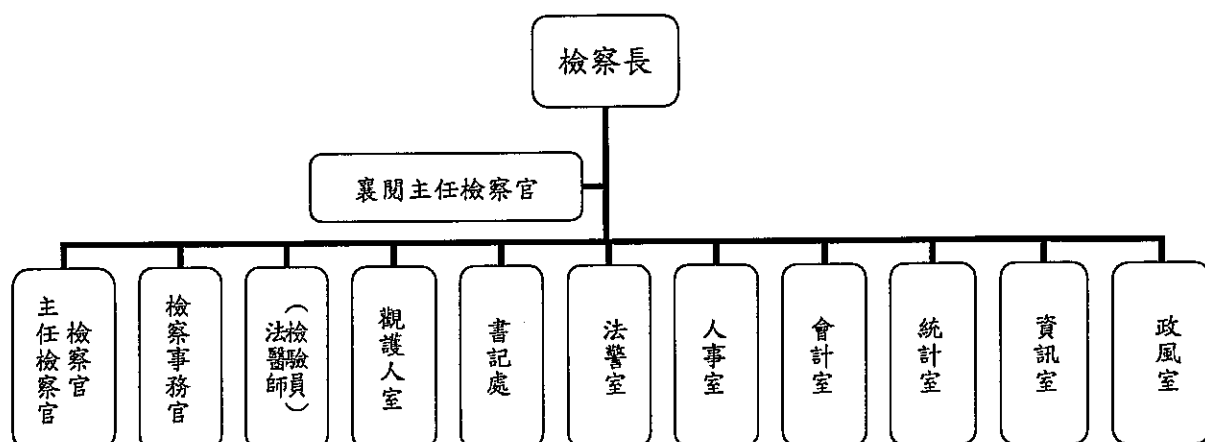 檢察長
襄閱主任檢察官
主任檢察官
檢察官
檢察事務官
法醫師
（檢驗員）
觀護人室
書記處
法警室
人事室
會計室
統計室
資訊室
政風室